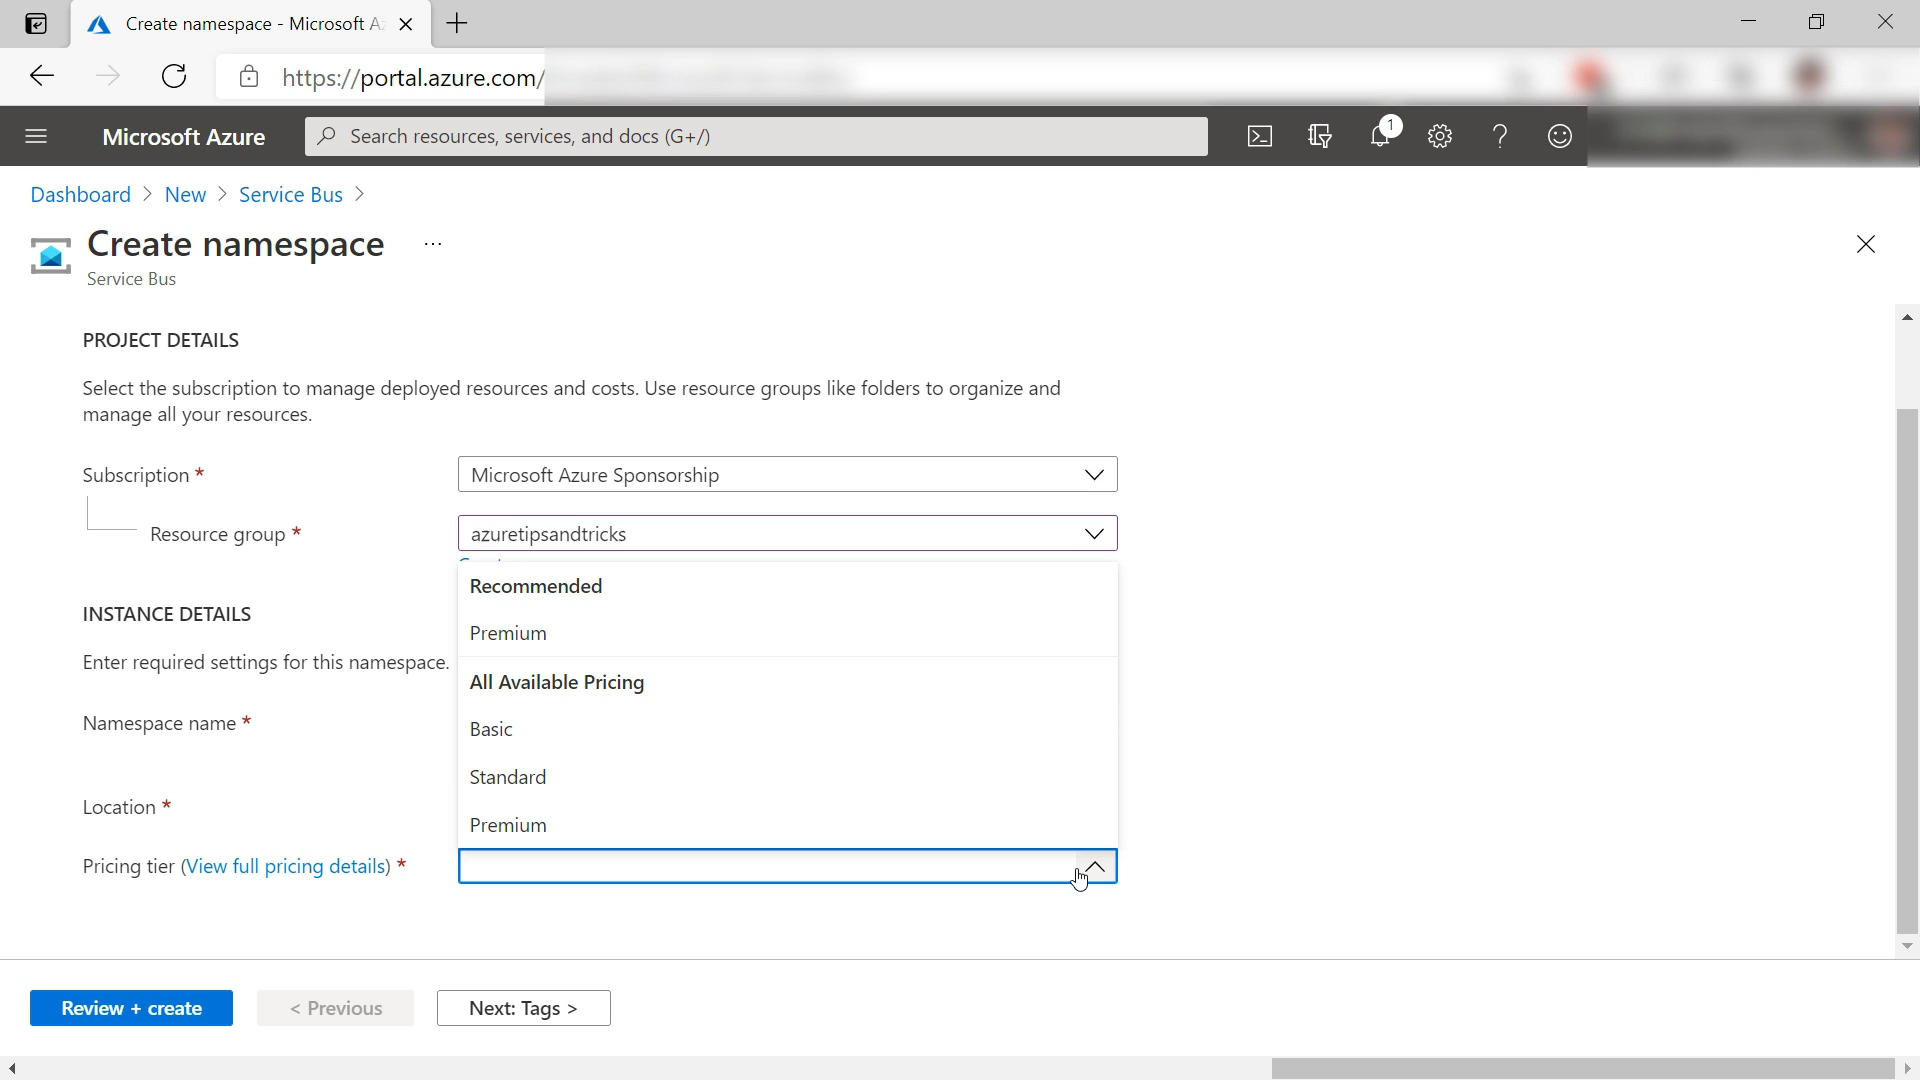 Create namespace - Microsoft Az
https://portal.azure.com/
Microsoft Azure
Search resources, services, and docs (G+/)
1
Dashboard > New > Service Bus >
Create namespace ...
Service Bus
PROJECT DETAILS
Select the subscription to manage deployed resources and costs. Use resource groups like folders to organize and
manage all your resources.
Subscription *
Microsoft Azure Sponsorship
Resource group *
azuretipsandtricks
Recommended
Premium
INSTANCE DETAILS
Enter required settings for this namespace.
All Available Pricing
Namespace name *
Basic
Standard
Location *
Premium
Pricing tier (View full pricing details) *
Review + create
< Previous
Next: Tags >